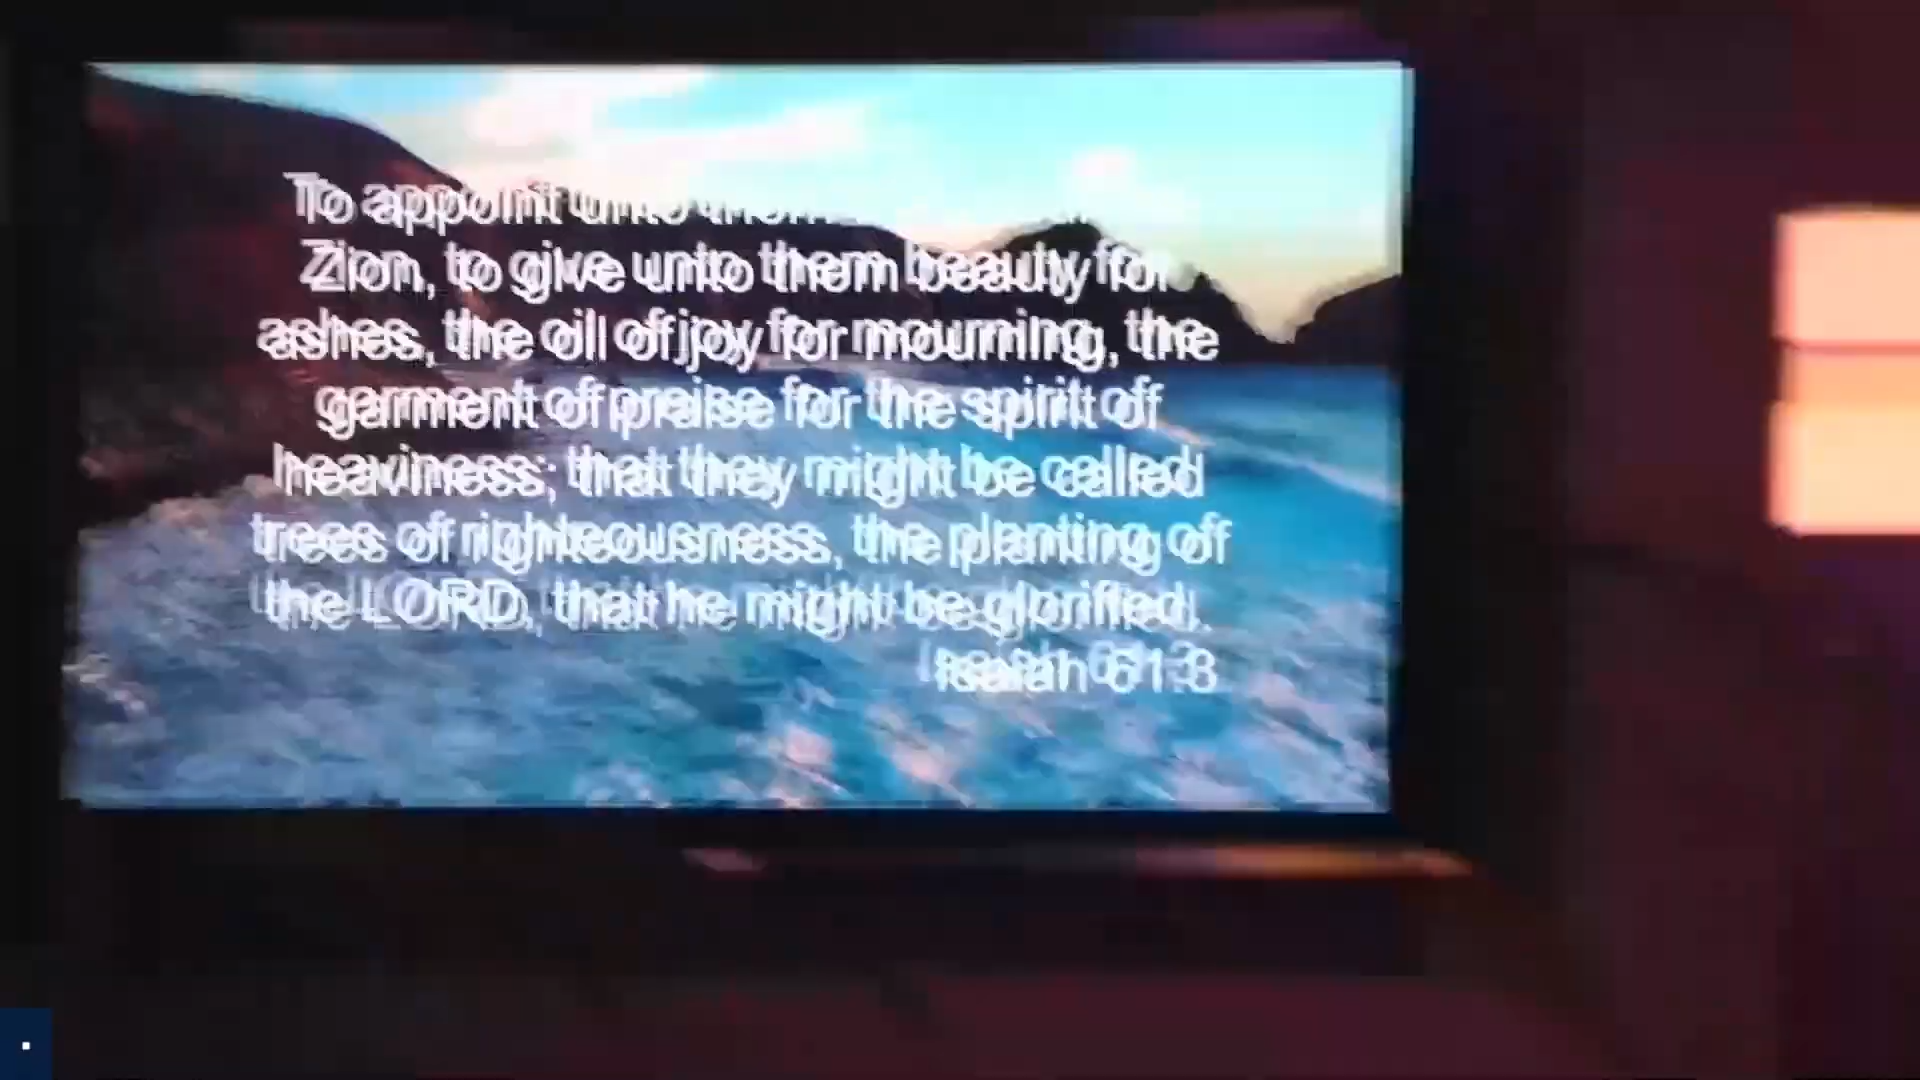 To appoint unto them
Zion, to give unto them beauty for
ashes, the oil of joy for mourning, the
garment of praise for the spirit of
heaviness; that they might be called
trees of righteousness, the planting of
the LORD, that he might be glorified.
Isaiah 61:3